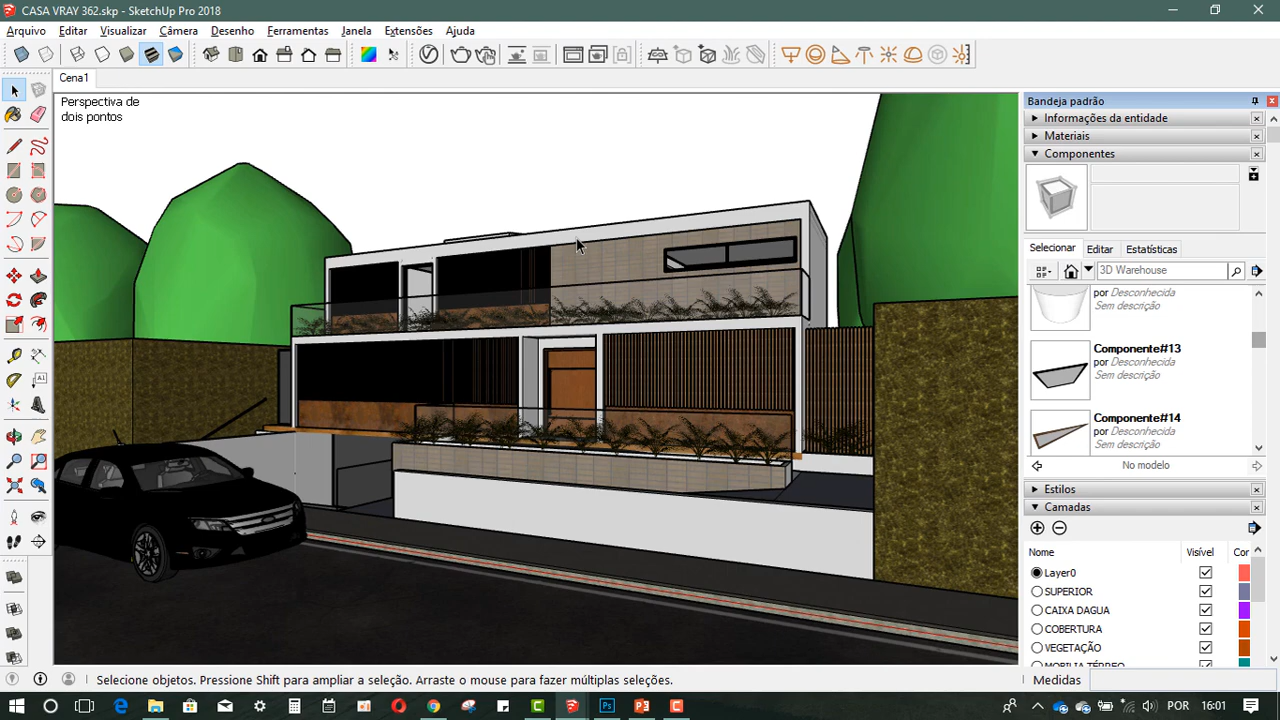 CASA VRAY 362.skp - SketchUp Pro 2018
Arquivo Editar Visualizar Câmera Desenho Ferramentas Janela Extensões Ajuda
Cena1
Perspectiva de
dois pontos
Bandeja padrão
Informações da entidade
Materiais
Componentes
Selecionar Editar Estatísticas
3D Warehouse
por Desconhecida
Sem descrição
Componente#13
por Desconhecida
Sem descrição
Componente#14
por Desconhecida
Sem descrição
No modelo
Estilos
Camadas
Nome Visível Cor
Layer0
SUPERIOR
CAIXA DAGUA
COBERTURA
VEGETAÇÃO
MOBILIA TÉRREO
Selecione objetos. Pressione Shift para ampliar a seleção. Arraste o mouse para fazer múltiplas seleções.
Medidas
POR 16:01